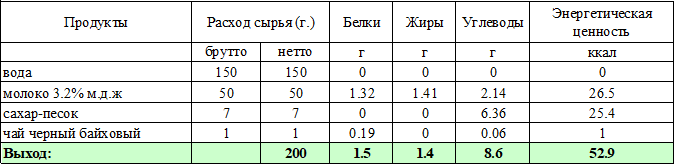 Продукты Расход сырья (г.) Белки Жиры Углеводы Энергетическая ценность
брутто нетто г г г ккал
вода 150 150 0 0 0 0
молоко 3.2% м.д.ж 50 50 1.32 1.41 2.14 26.5
сахар-песок 7 7 0 0 6.36 25.4
чай черный байховый 1 1 0.19 0 0.06 1
Выход: 200 1.5 1.4 8.6 52.9